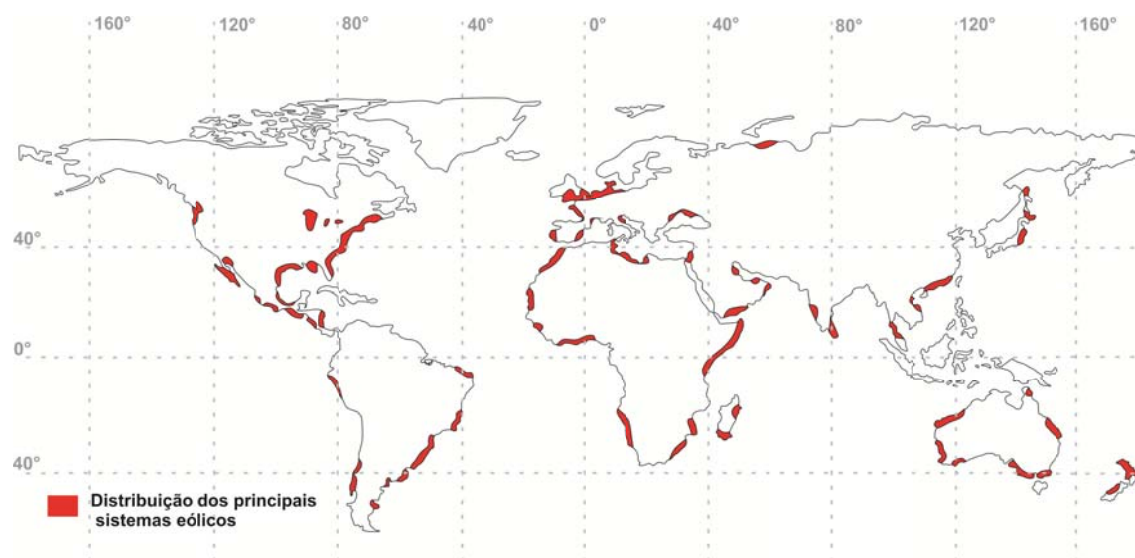 160° 120° 80° 40° 0° 40° 80° 120° 160°
40°
0°
40°
Distribuição dos principais
sistemas eólicos